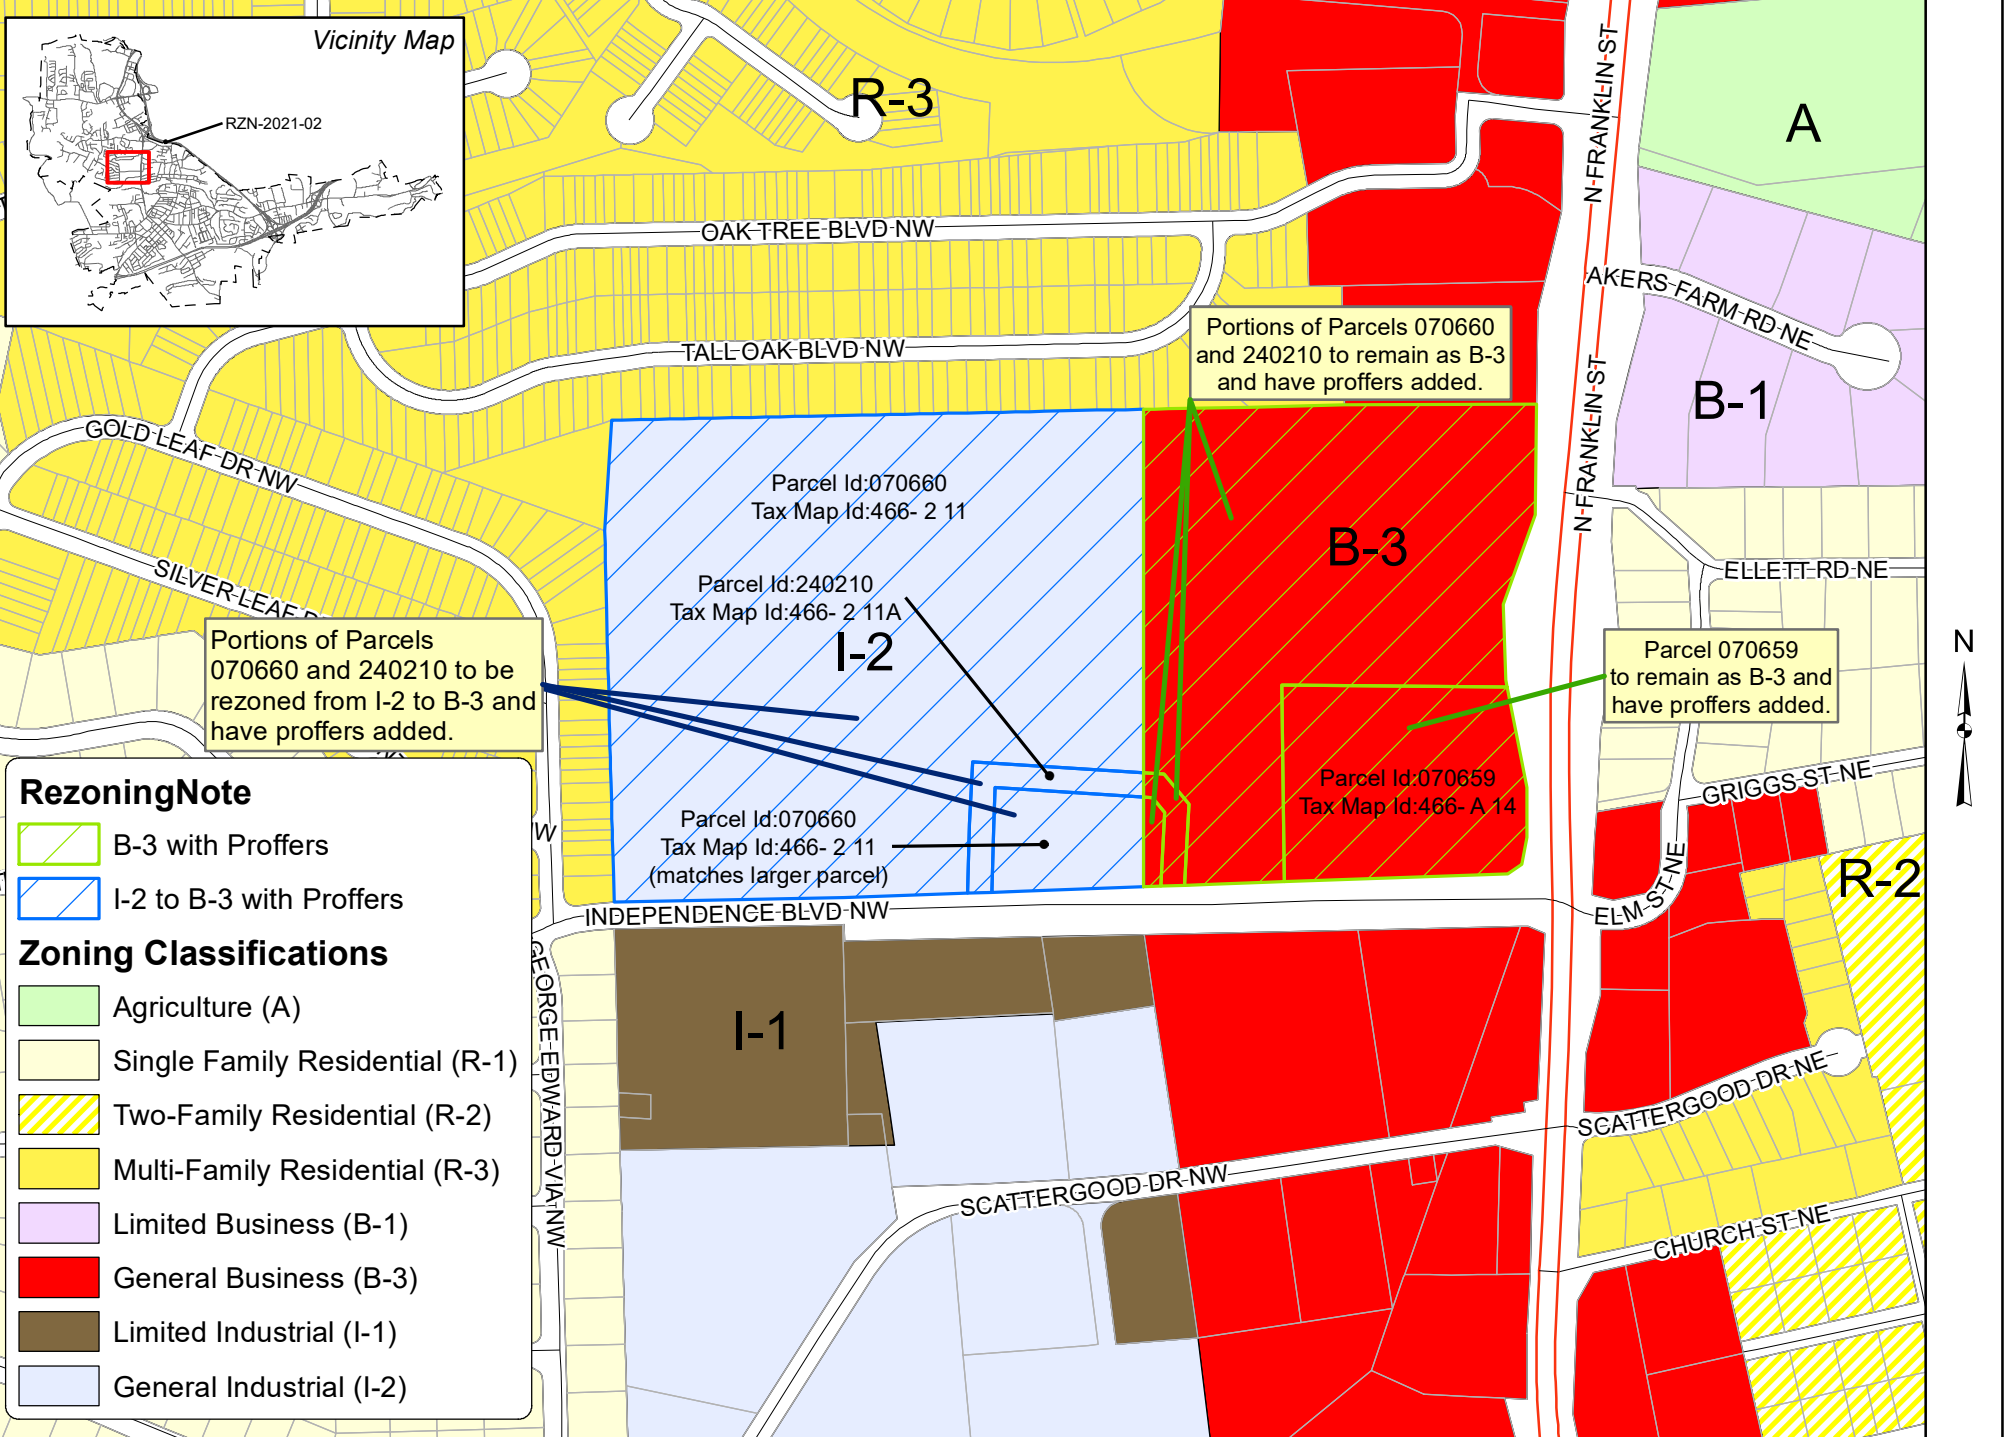 Vicinity Map
RZN-2021-02
R-3
A
N FRANKLIN ST
OAK TREE BLVD NW
AKERS FARM RD NE
TALL OAK BLVD NW
Portions of Parcels 070660
and 240210 to remain as B-3
and have proffers added.
B-1
N FRANKLIN ST
GOLD LEAF DR NW
Parcel Id:070660
Tax Map Id:466- 2 11
B-3
SILVER LEAF
ELLETT RD NE
Parcel Id:240210
Tax Map Id:466- 2 11A
I-2
Portions of Parcels
070660 and 240210 to be
rezoned from I-2 to B-3 and
have proffers added.
Parcel 070659
to remain as B-3 and
have proffers added.
N
Parcel Id:070659
Tax Map Id:466- A 14
GRIGGS ST NE
Parcel Id:070660
Tax Map Id:466- 2 11
(matches larger parcel)
R-2
INDEPENDENCE BLVD NW
ELM ST NE
GEORGE EDWARD VIA NW
I-1
SCATTERGOOD DR NE
SCATTERGOOD DR NW
CHURCH ST NE
RezoningNote
B-3 with Proffers
I-2 to B-3 with Proffers
Zoning Classifications
Agriculture (A)
Single Family Residential (R-1)
Two-Family Residential (R-2)
Multi-Family Residential (R-3)
Limited Business (B-1)
General Business (B-3)
Limited Industrial (I-1)
General Industrial (I-2)